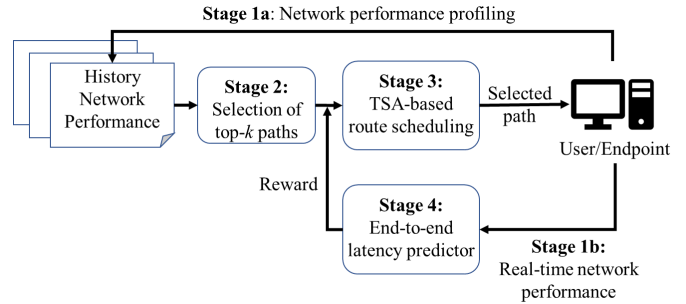 Stage 1a: Network performance profiling
History
Network
Performance
Stage 2:
Selection of
top-k paths
Stage 3:
TSA-based
route scheduling
Selected
path
User/Endpoint
Reward
Stage 4:
End-to-end
latency predictor
Stage 1b:
Real-time network
performance